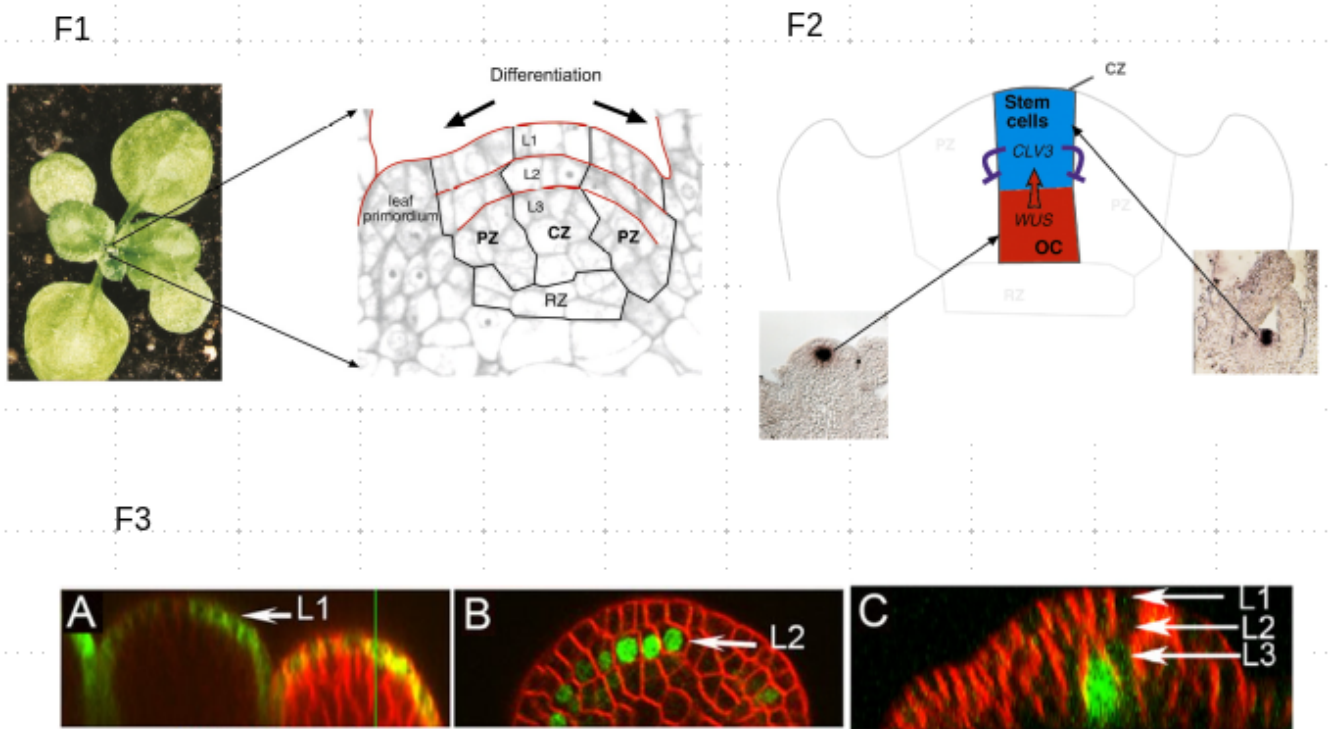 F1
Differentiation
L1
L2
L3
leaf
primordium
PZ
CZ
PZ
RZ
F2
CZ
Stem
cells
PZ
CLV3
PZ
WUS
OC
RZ
F3
A
L1
B
L2
C
L1
L2
L3